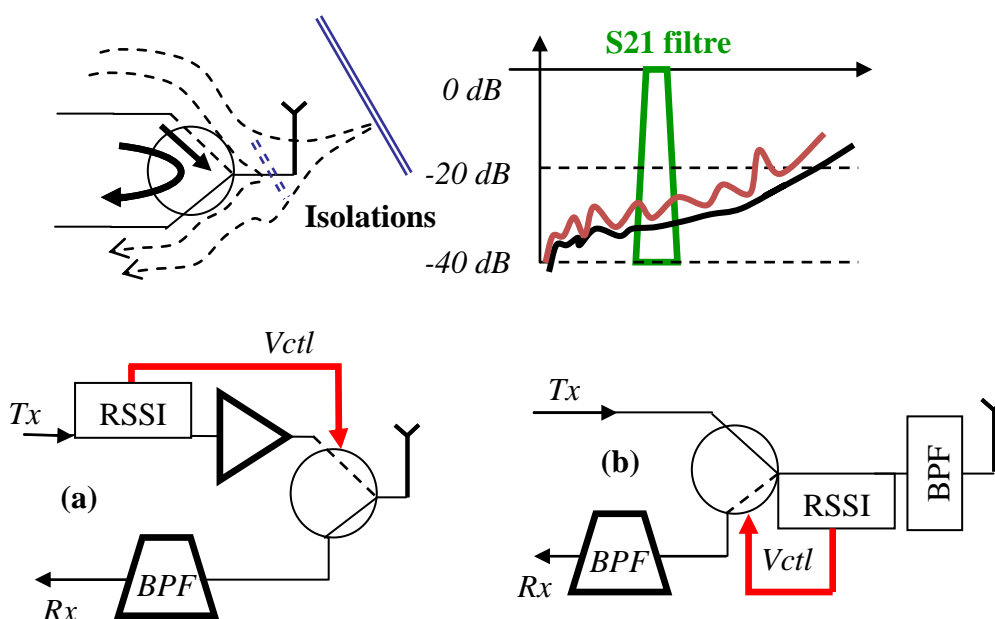 S21 filtre
0 dB
-20 dB
Isolations
-40 dB
Vctl
Tx
RSSI
(a)
BPF
Rx
Tx
(b)
BPF
RSSI
BPF
Vctl
Rx